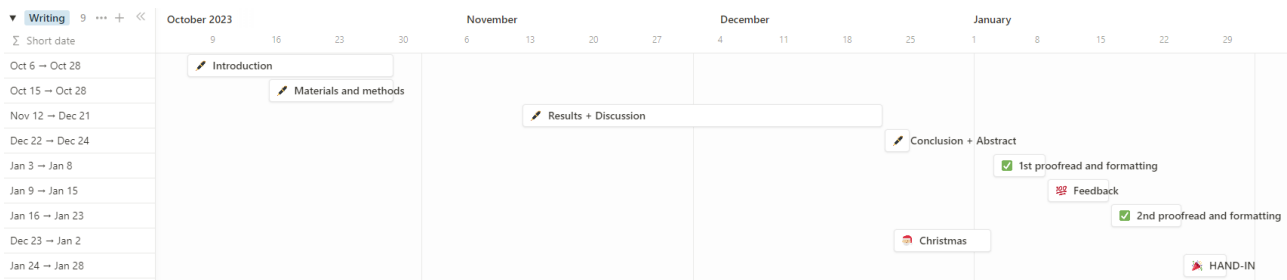 Writing 9
October 2023 November December January
Σ Short date
9 16 23 30 6 13 20 27 4 11 18 25 1 8 15 22 29
Oct 6 → Oct 28 Introduction
Oct 15 → Oct 28 Materials and methods
Nov 12 → Dec 21 Results + Discussion
Dec 22 → Dec 24 Conclusion + Abstract
Jan 3 → Jan 8 1st proofread and formatting
Jan 9 → Jan 15 Feedback
Jan 16 → Jan 23 2nd proofread and formatting
Dec 23 → Jan 2 Christmas
Jan 24 → Jan 28 HAND-IN